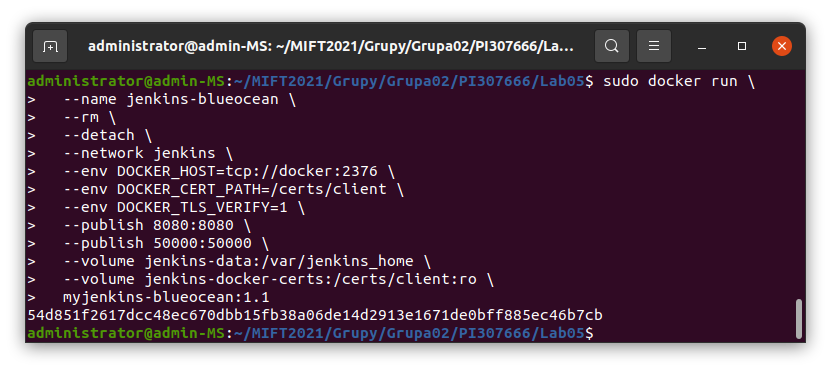 administrator@admin-MS: ~/MIFT2021/Grupy/Grupa02/PI307666/La...
administrator@admin-MS:~/MIFT2021/Grupy/Grupa02/PI307666/Lab05$ sudo docker run \
>   --name jenkins-blueocean \
>   --rm \
>   --detach \
>   --network jenkins \
>   --env DOCKER_HOST=tcp://docker:2376 \
>   --env DOCKER_CERT_PATH=/certs/client \
>   --env DOCKER_TLS_VERIFY=1 \
>   --publish 8080:8080 \
>   --publish 50000:50000 \
>   --volume jenkins-data:/var/jenkins_home \
>   --volume jenkins-docker-certs:/certs/client:ro \
>   myjenkins-blueocean:1.1
54d851f2617dcc48ec670dbb15fb38a06de14d2913e1671de0bff885ec46b7cb
administrator@admin-MS:~/MIFT2021/Grupy/Grupa02/PI307666/Lab05$